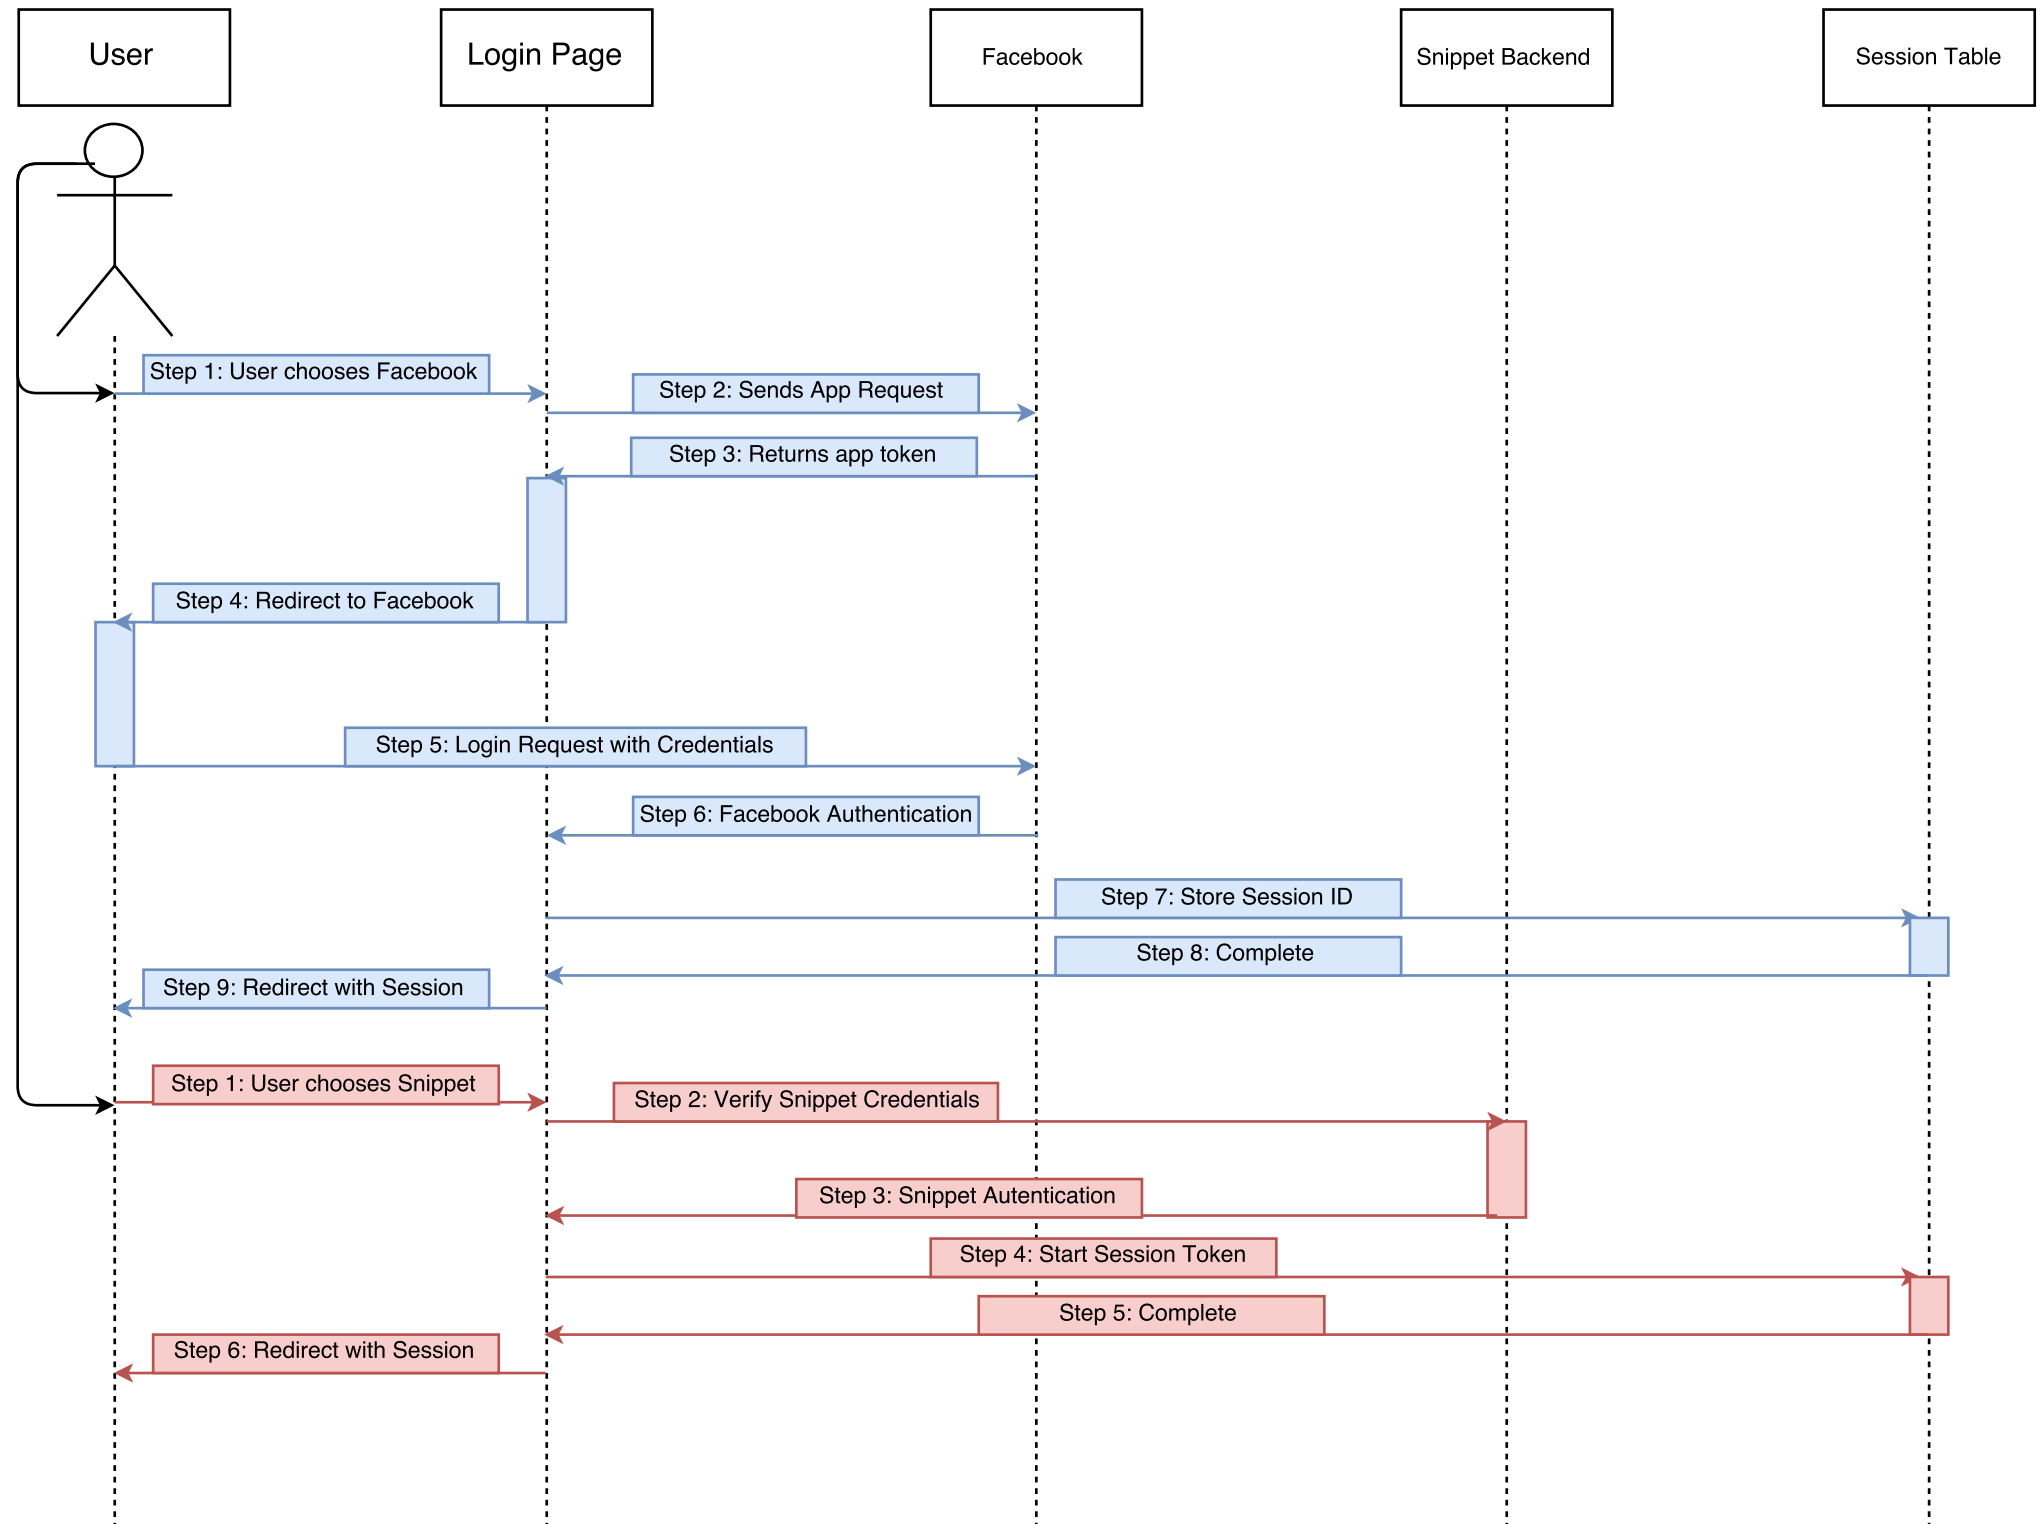 User
Login Page
Facebook
Snippet Backend
Session Table
Step 1: User chooses Facebook
Step 2: Sends App Request
Step 3: Returns app token
Step 4: Redirect to Facebook
Step 5: Login Request with Credentials
Step 6: Facebook Authentication
Step 7: Store Session ID
Step 8: Complete
Step 9: Redirect with Session
Step 1: User chooses Snippet
Step 2: Verify Snippet Credentials
Step 3: Snippet Autentication
Step 4: Start Session Token
Step 5: Complete
Step 6: Redirect with Session